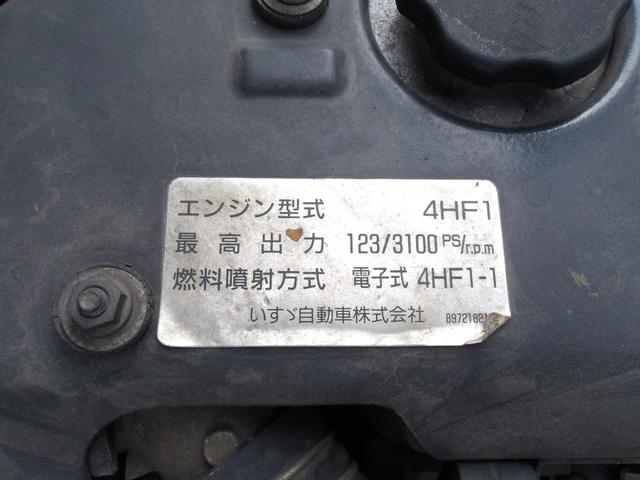 エンジン型式 4HF1
最高出力 123/3100 PS/r.p.m
燃料噴射方式 電子式 4HF1-1
いすゞ自動車株式会社 89721821